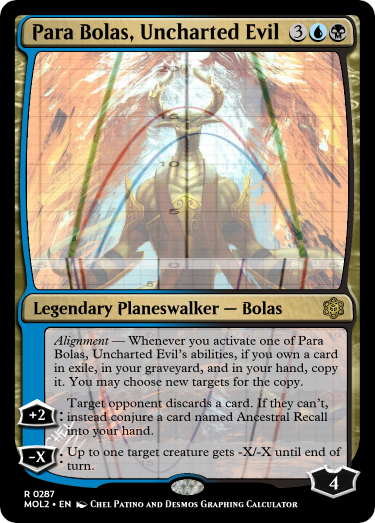 Para Bolas, Uncharted Evil 3
10
5
0
5
Legendary Planeswalker — Bolas
Alignment — Whenever you activate one of Para
Bolas, Uncharted Evil's abilities, if you own a card
in exile, in your graveyard, and in your hand, copy
it. You may choose new targets for the copy.
+2: Target opponent discards a card. If they can't,
instead conjure a card named Ancestral Recall
into your hand.
-X: Up to one target creature gets -X/-X until end of
turn.
4
R 0287
MOL2 • EN Chel Patino and Desmos Graphing Calculator